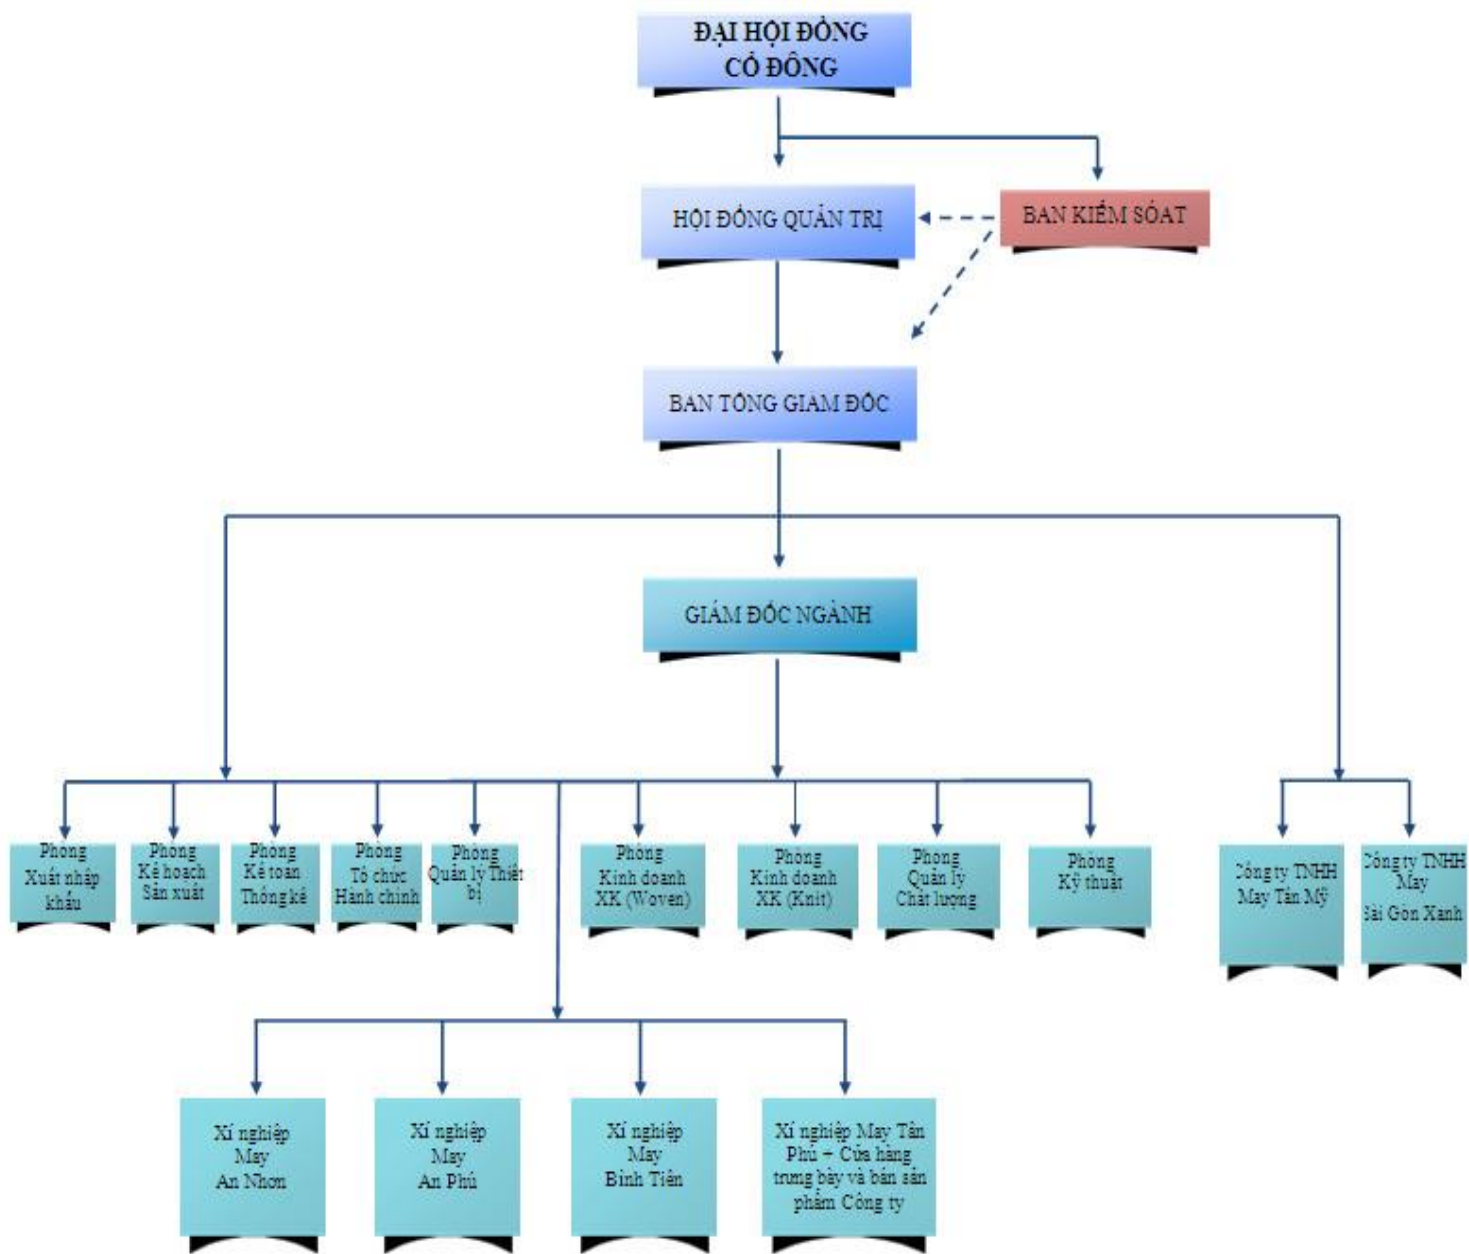 ĐẠI HỘI ĐỒNG
CỔ ĐÔNG
HỘI ĐỒNG QUẢN TRỊ
BAN KIỂM SÓAT
BAN TỔNG GIÁM ĐỐC
GIÁM ĐỐC NGÀNH
Phòng
Xuất nhập
khẩu
Phòng
Kế hoạch
Sản xuất
Phòng
Kế toán
Thống kê
Phòng
Tổ chức
Hành chính
Phòng
Quản lý Thiết
bị
Phòng
Kinh doanh
XK (Woven)
Phòng
Kinh doanh
XK (Knit)
Phòng
Quản lý
Chất lượng
Phòng
Kỹ thuật
Công ty TNHH
May Tân Mỹ
Công ty TNHH
May
Sài Gòn Xanh
Xí nghiệp
May
An Nhơn
Xí nghiệp
May
An Phú
Xí nghiệp
May
Bình Tiên
Xí nghiệp May Tân
Phú + Cửa hàng
trưng bày và bán sản
phẩm Công ty